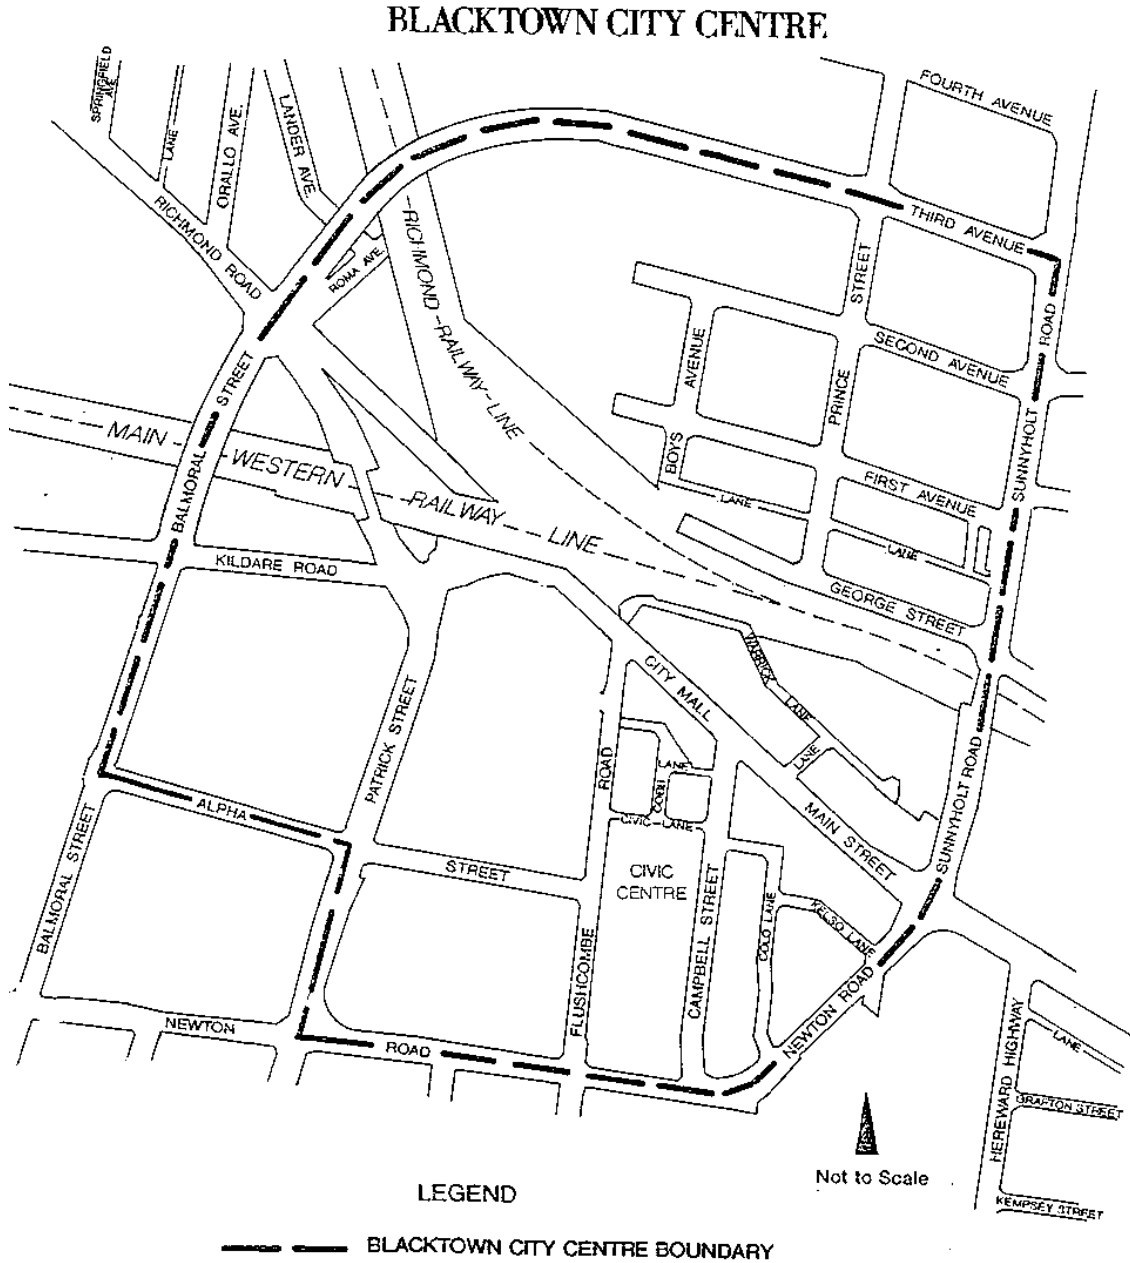 BLACKTOWN CITY CENTRE
FOURTH AVENUE
SPRINGFIELD
AVE.
LANE
ORALLO AVE.
LANDER AVE.
RICHMOND ROAD
ROMA AVE.
RICHMOND RAILWAY LINE
THIRD AVENUE
STREET
ROAD
SECOND AVENUE
AVENUE
PRINCE
BALMORAL STREET
MAIN WESTERN RAILWAY LINE
BOYS
SUNNYHOLT
FIRST AVENUE
LANE
LANE
KILDARE ROAD
GEORGE STREET
CITY MALL
WARRICK LANE
PATRICK STREET
ROAD
LANE
LANE
COBH
CIVIC LANE
MAIN STREET
SUNNYHOLT ROAD
ALPHA
STREET
CIVIC
CENTRE
BALMORAL STREET
CAMPBELL STREET
COLO LANE
KELSO LANE
FLUSHCOMBE
NEWTON ROAD
NEWTON
ROAD
HEREWARD HIGHWAY
LANE
GRAFTON STREET
KEMPSEY STREET
Not to Scale
LEGEND
BLACKTOWN CITY CENTRE BOUNDARY